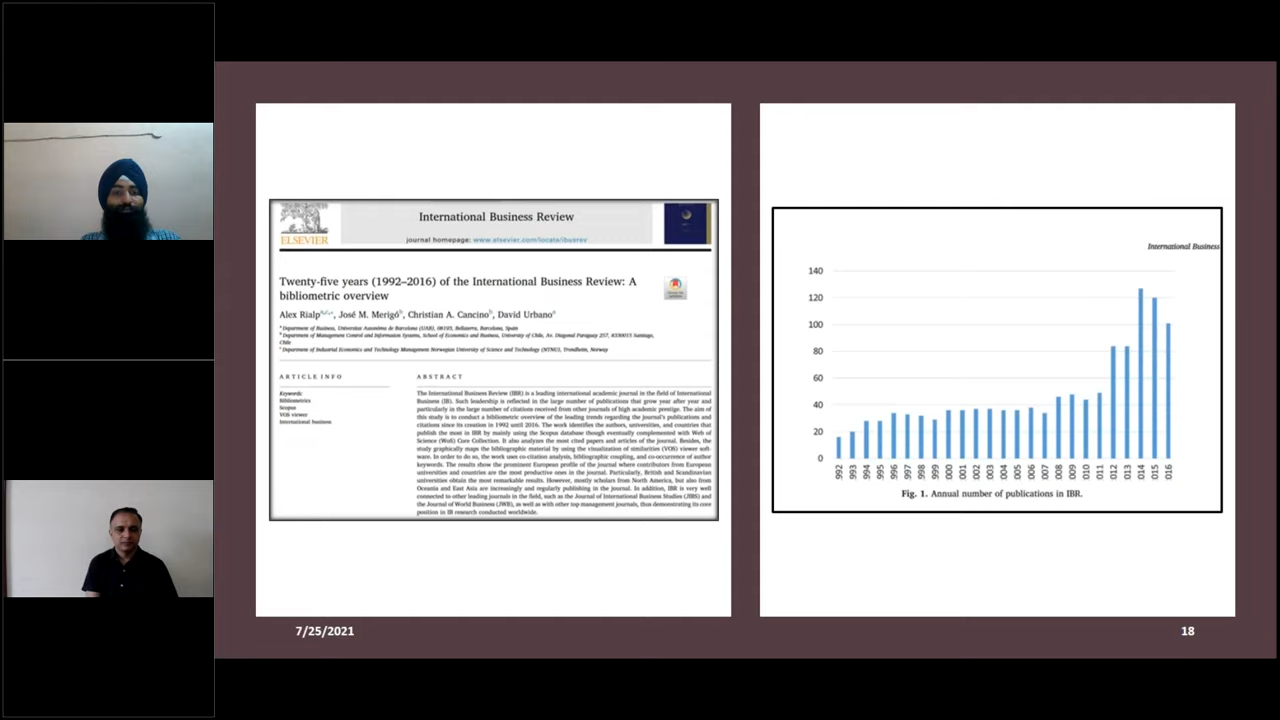 ELSEVIER
International Business Review
journal homepage: www.elsevier.com/locate/ibusrev
Twenty-five years (1992–2016) of the International Business Review: A
bibliometric overview
Alex Rialp, José M. Merigó, Christian A. Cancino, David Urbano
a Department of Business, Universitat Autonòma de Barcelona (UAB), 08193, Bellaterra, Barcelona, Spain
b Department of Management Control and Information Systems, School of Economics and Business, University of Chile, Av. Diagonal Paraguay 257, 8330015 Santiago,
Chile
c Department of Industrial Economics and Technology Management Norwegian University of Science and Technology (NTNU), Trondheim, Norway
ARTICLE INFO
Keywords:
Bibliometrics
Scopus
VOS viewer
International business
ABSTRACT
The International Business Review (IBR) is a leading international academic journal in the field of International
Business (IB). Such leadership is reflected in the large number of publications that grow year after year and
particularly in the large number of citations received from other journals of high academic prestige. The aim of
this study is to conduct a bibliometric overview of the leading trends regarding the journal's publications and
citations since its creation in 1992 until 2016. The work identifies the authors, universities, and countries that
publish the most in IBR by mainly using the Scopus database though eventually complemented with Web of
Science (WoS) Core Collection. It also analyzes the most cited papers and articles of the journal. Besides, the
study graphically maps the bibliographic material by using the visualization of similarities (VOS) viewer soft-
ware. In order to do so, the work uses co-citation analysis, bibliographic coupling, and co-occurrence of author
keywords. The results show the prominent European profile of the journal where contributors from European
universities and countries are the most productive ones in the journal. Particularly, British and Scandinavian
universities obtain the most remarkable results. However, mostly scholars from North America, but also from
Oceania and East Asia are increasingly and regularly publishing in the journal. In addition, IBR is very well
connected to other leading journals in the field, such as the Journal of International Business Studies (JIBS) and
the Journal of World Business (JWB), as well as with other top management journals, thus demonstrating its core
position in IB research conducted worldwide.
International Business
140
120
100
80
60
40
20
0
992 993 994 995 996 997 998 999 000 001 002 003 004 005 006 007 008 009 010 011 012 013 014 015 016
Fig. 1. Annual number of publications in IBR.
7/25/2021
18